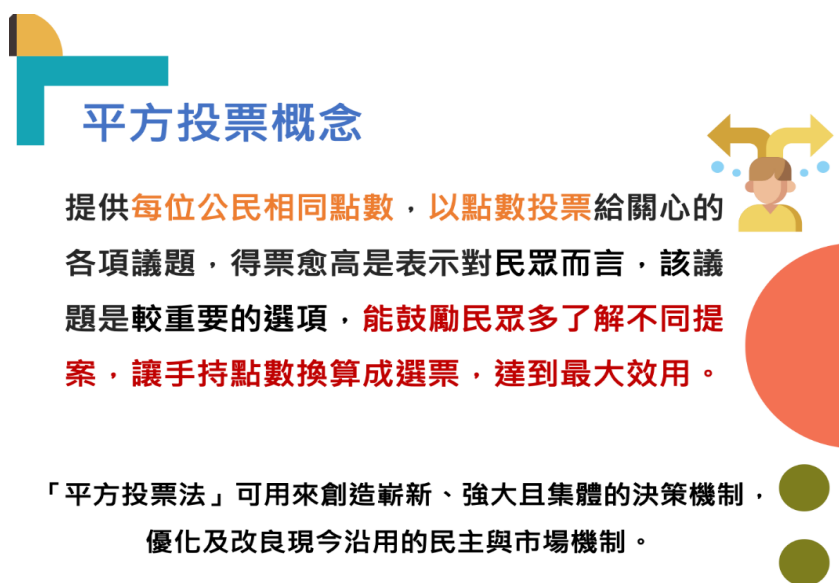 平方投票概念
提供每位公民相同點數，以點數投票給關心的
各項議題，得票愈高是表示對民眾而言，該議
題是較重要的選項，能鼓勵民眾多了解不同提
案，讓手持點數換算成選票，達到最大效用。
「平方投票法」可用來創造嶄新、強大且集體的決策機制，
優化及改良現今沿用的民主與市場機制。